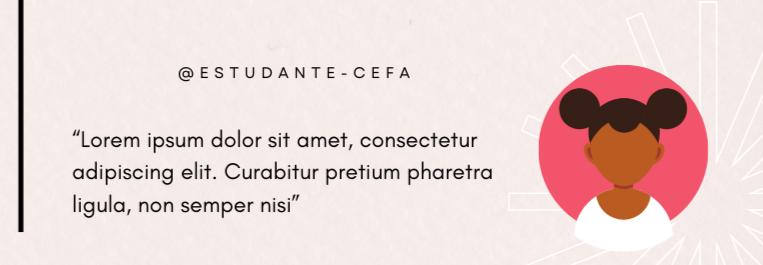 @ESTUDANTE-CEFA
“Lorem ipsum dolor sit amet, consectetur
adipiscing elit. Curabitur pretium pharetra
ligula, non semper nisi”